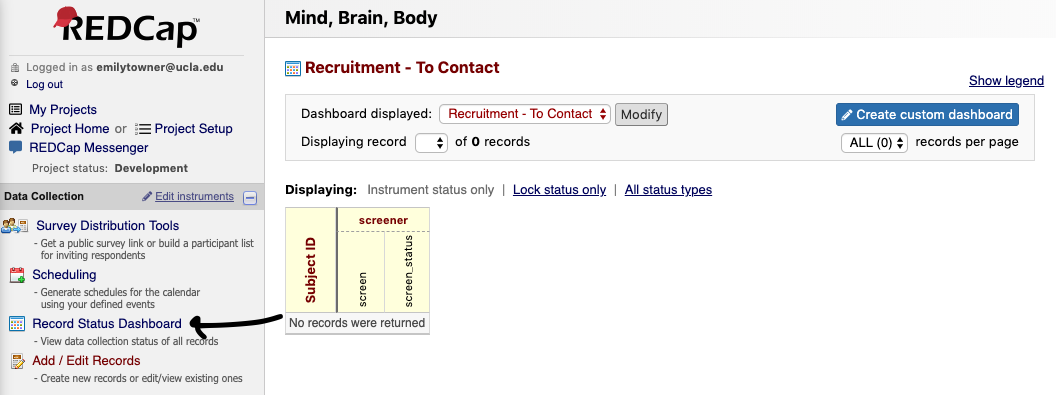 REDCap
Logged in as emilytowner@ucla.edu
Log out
My Projects
Project Home or Project Setup
REDCap Messenger
Project status: Development
Data Collection Edit instruments
Survey Distribution Tools
- Get a public survey link or build a participant list
for inviting respondents
Scheduling
- Generate schedules for the calendar
using your defined events
Record Status Dashboard
- View data collection status of all records
Add / Edit Records
- Create new records or edit/view existing ones
Mind, Brain, Body
Recruitment - To Contact
Show legend
Dashboard displayed: Recruitment - To Contact Modify
Create custom dashboard
Displaying record of 0 records
ALL (0) records per page
Displaying: Instrument status only | Lock status only | All status types
Subject ID
screener
screen
screen_status
No records were returned